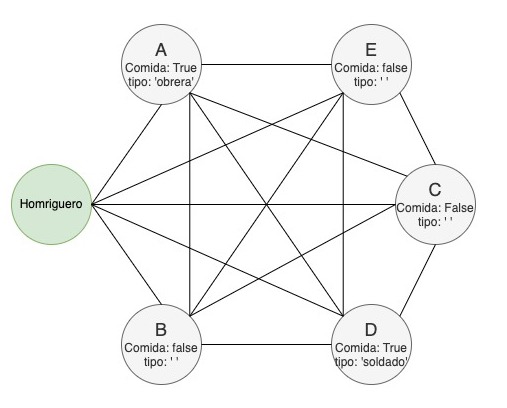 A
Comida: True
tipo: 'obrera'
E
Comida: false
tipo: ' '
Homriguero
C
Comida: False
tipo: ' '
B
Comida: false
tipo: ' '
D
Comida: True
tipo: 'soldado'